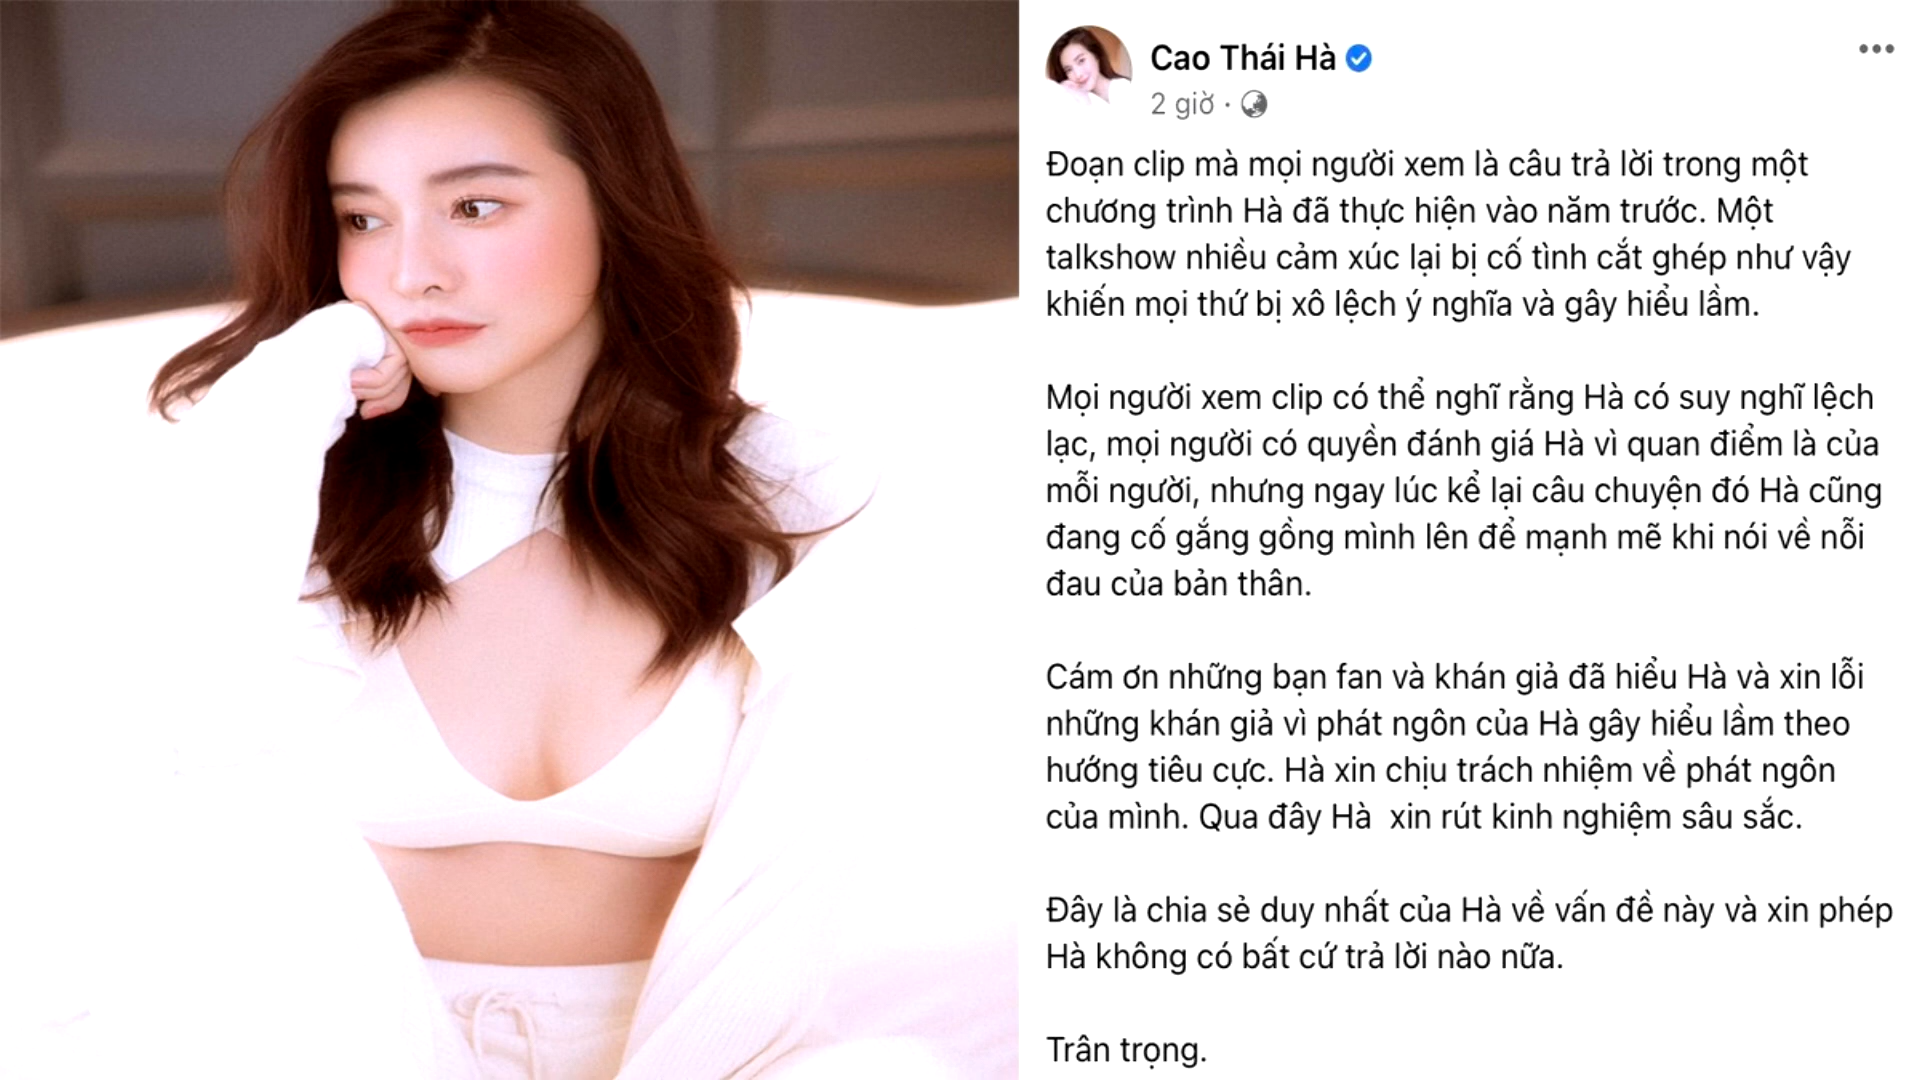 Cao Thái Hà
2 giờ ·
Đoạn clip mà mọi người xem là câu trả lời trong một
chương trình Hà đã thực hiện vào năm trước. Một
talkshow nhiều cảm xúc lại bị cố tình cắt ghép như vậy
khiến mọi thứ bị xô lệch ý nghĩa và gây hiểu lầm.
Mọi người xem clip có thể nghĩ rằng Hà có suy nghĩ lệch
lạc, mọi người có quyền đánh giá Hà vì quan điểm là của
mỗi người, nhưng ngay lúc kể lại câu chuyện đó Hà cũng
đang cố gắng gồng mình lên để mạnh mẽ khi nói về nỗi
đau của bản thân.
Cám ơn những bạn fan và khán giả đã hiểu Hà và xin lỗi
những khán giả vì phát ngôn của Hà gây hiểu lầm theo
hướng tiêu cực. Hà xin chịu trách nhiệm về phát ngôn
của mình. Qua đây Hà  xin rút kinh nghiệm sâu sắc.
Đây là chia sẻ duy nhất của Hà về vấn đề này và xin phép
Hà không có bất cứ trả lời nào nữa.
Trân trọng.